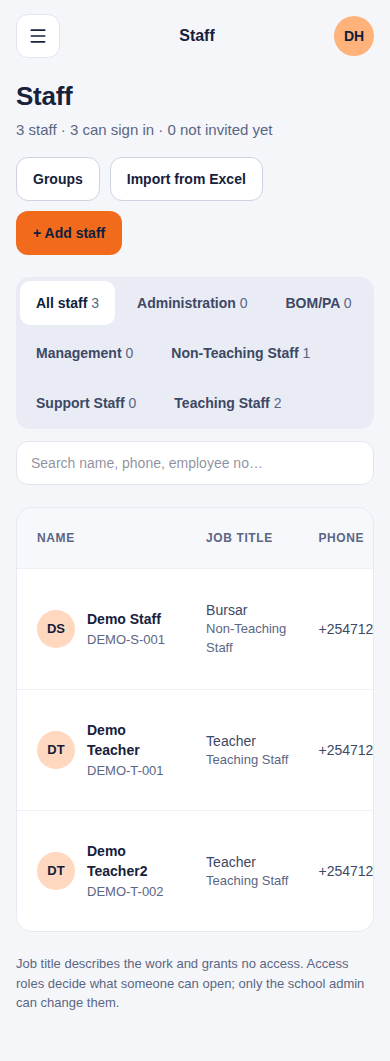 Staff
DH
Staff
3 staff · 3 can sign in · 0 not invited yet
Groups
Import from Excel
+ Add staff
All staff 3
Administration 0
BOM/PA 0
Management 0
Non-Teaching Staff 1
Support Staff 0
Teaching Staff 2
Search name, phone, employee no…
NAME
JOB TITLE
PHONE
DS
Demo Staff
DEMO-S-001
Bursar
Non-Teaching
Staff
+254712
DT
Demo
Teacher
DEMO-T-001
Teacher
Teaching Staff
+254712
DT
Demo
Teacher2
DEMO-T-002
Teacher
Teaching Staff
+254712
Job title describes the work and grants no access. Access
roles decide what someone can open; only the school admin
can change them.